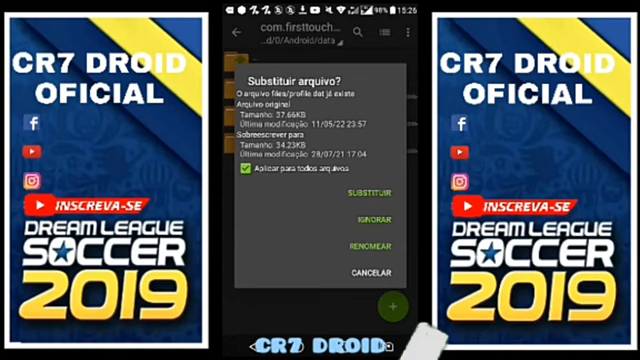 CR7 DROID
OFICIAL
INSCREVA-SE
DREAM LEAGUE
SOCCER
2019
98% 15:26
com.firsttouch...
...d/0/Android/data
Substituir arquivo?
O arquivo files/profile.dat já existe
Arquivo original
Tamanho: 37.66KB
Última modificação: 11/05/22 23:57
Sobreescrever para
Tamanho: 34.23KB
Última modificação: 28/07/21 17:04
Aplicar para todos arquivos
SUBSTITUIR
IGNORAR
RENOMEAR
CANCELAR
CR7 DROID
CR7 DROID
OFICIAL
INSCREVA-SE
DREAM LEAGUE
SOCCER
2019